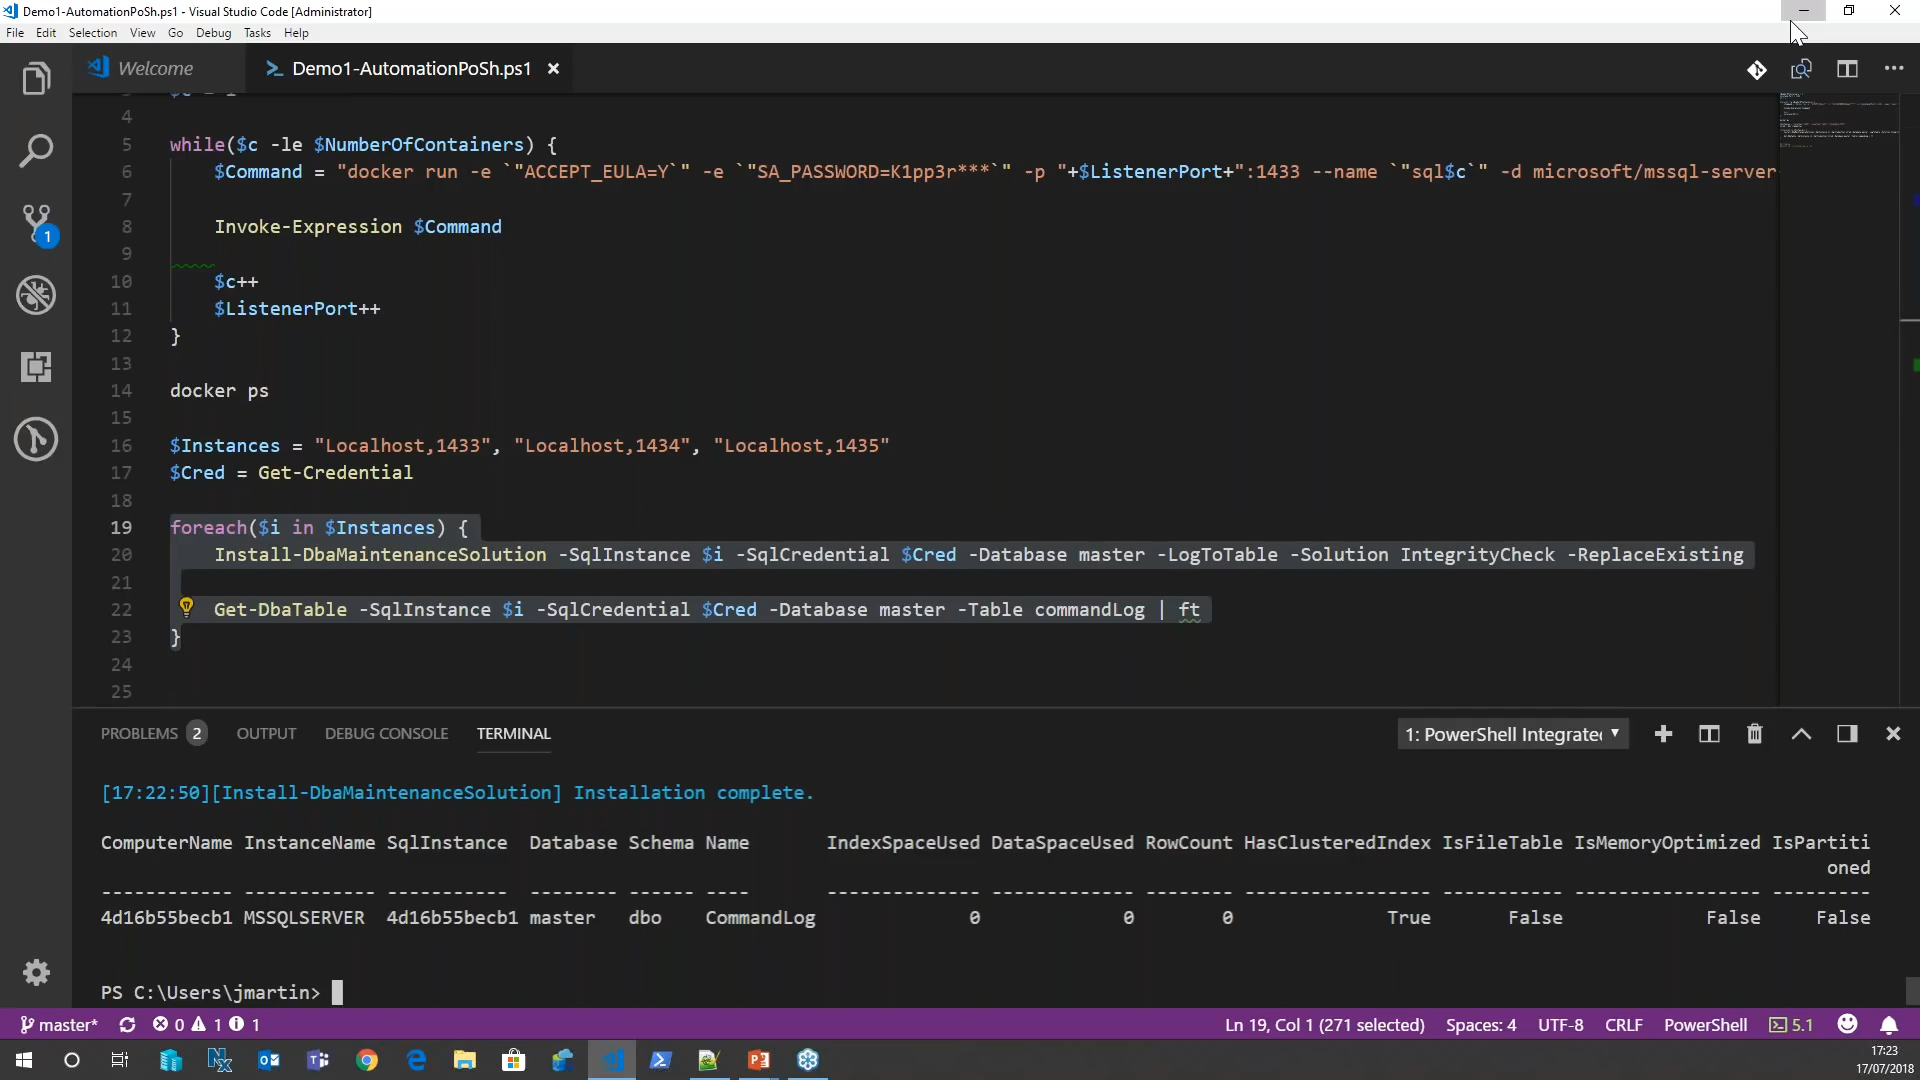 Demo1-AutomationPoSh.ps1 - Visual Studio Code [Administrator]
File Edit Selection View Go Debug Tasks Help
Welcome Demo1-AutomationPoSh.ps1
4
5 while($c -le $NumberOfContainers) {
6 $Command = "docker run -e `"ACCEPT_EULA=Y`" -e `"SA_PASSWORD=K1pp3r***`" -p "+$ListenerPort+":1433 --name `"sql$c`" -d microsoft/mssql-server
7
8 Invoke-Expression $Command
9
10 $c++
11 $ListenerPort++
12 }
13
14 docker ps
15
16 $Instances = "Localhost,1433", "Localhost,1434", "Localhost,1435"
17 $Cred = Get-Credential
18
19 foreach($i in $Instances) {
20 Install-DbaMaintenanceSolution -SqlInstance $i -SqlCredential $Cred -Database master -LogToTable -Solution IntegrityCheck -ReplaceExisting
21
22 Get-DbaTable -SqlInstance $i -SqlCredential $Cred -Database master -Table commandLog | ft
23 }
24
25
PROBLEMS 2 OUTPUT DEBUG CONSOLE TERMINAL 1: PowerShell Integrate
[17:22:50][Install-DbaMaintenanceSolution] Installation complete.
ComputerName InstanceName SqlInstance Database Schema Name IndexSpaceUsed DataSpaceUsed RowCount HasClusteredIndex IsFileTable IsMemoryOptimized IsPartiti
oned
------------ ------------ ----------- -------- ------ ---- -------------- ------------- -------- ----------------- ----------- ----------------- ---------
4d16b55becb1 MSSQLSERVER 4d16b55becb1 master dbo CommandLog 0 0 0 True False False False
PS C:\Users\jmartin>
master* 0 1 1 Ln 19, Col 1 (271 selected) Spaces: 4 UTF-8 CRLF PowerShell 5.1
17:23
17/07/2018